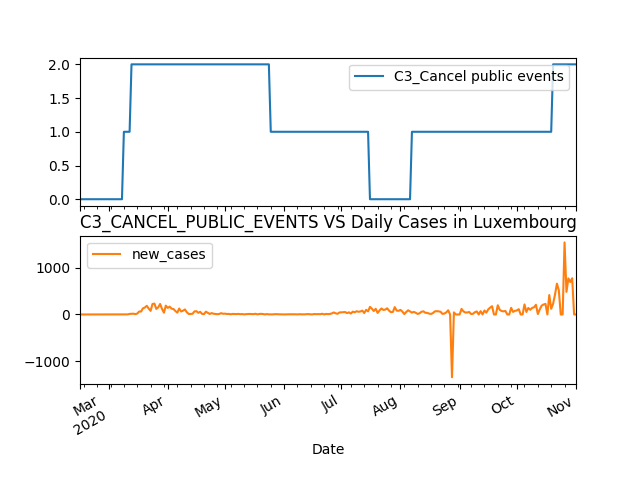 2.0
C3_Cancel public events
1.5
1.0
0.5
0.0
C3_CANCEL_PUBLIC_EVENTS VS Daily Cases in Luxembourg
new_cases
1000
0
−1000
Mar Apr May Jun Jul Aug Sep Oct Nov
2020
Date